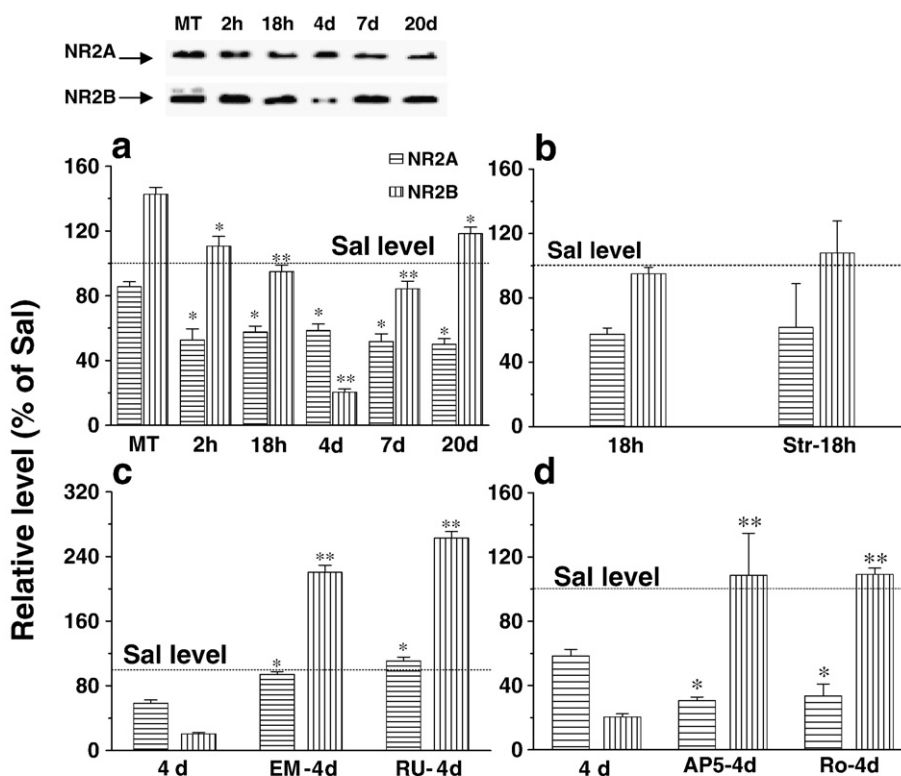 MT 2h 18h 4d 7d 20d
NR2A
NR2B
Relative level (% of Sal)
a
160
120
80
40
0
NR2A
NR2B
Sal level
*
**
*
**
*
*
*
**
*
*
MT 2h 18h 4d 7d 20d
b
160
120
80
40
0
Sal level
18h Str-18h
c
320
240
160
80
0
Sal level
**
**
*
*
4 d EM-4d RU-4d
d
160
120
80
40
0
Sal level
**
**
*
*
4 d AP5-4d Ro-4d